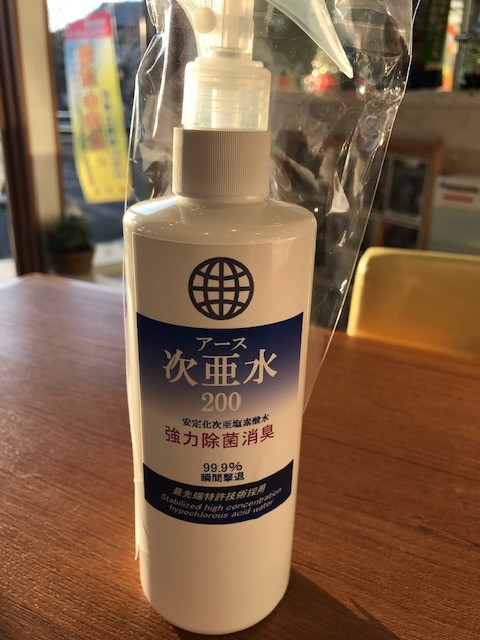 アース
次亜水
200
安定化次亜塩素酸水
強力除菌消臭
99.9%
瞬間撃退
最先端特許技術採用
Stabilized high concentration
hypochlorous acid water
Panasonic